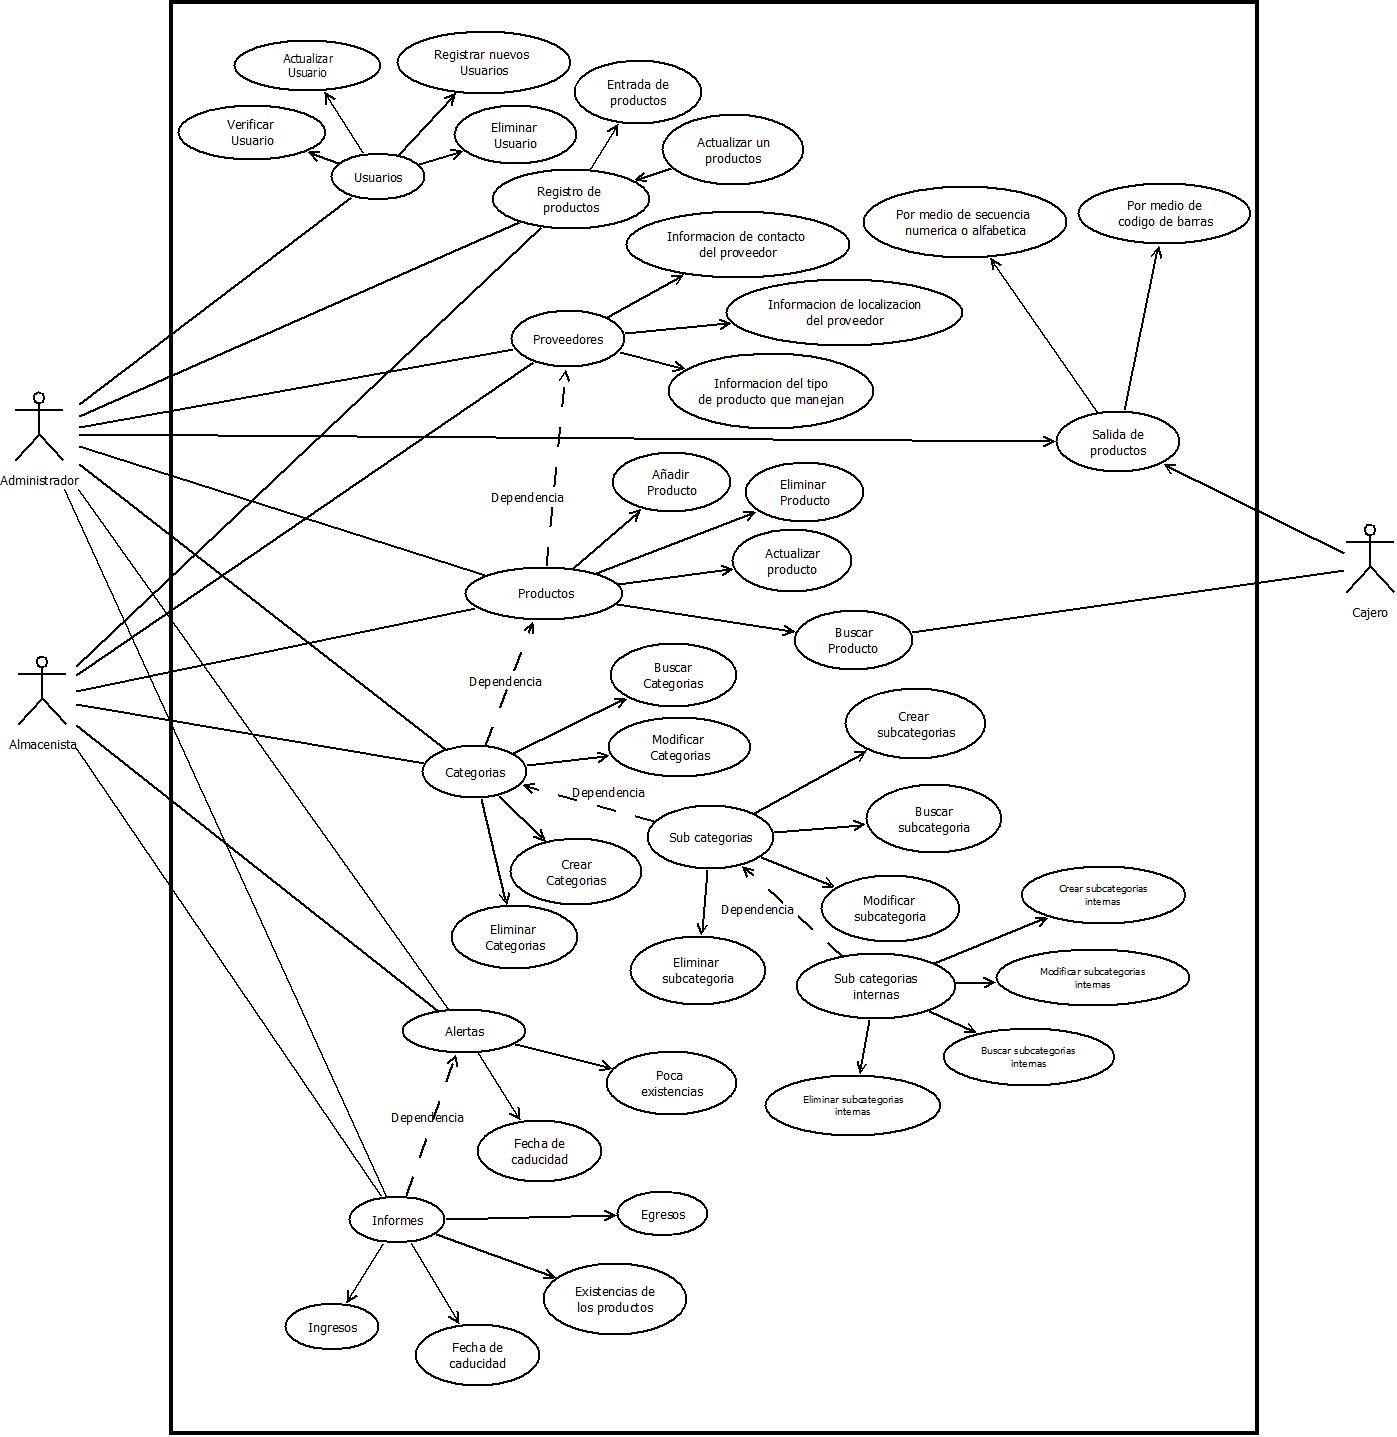 Actualizar
Usuario
Registrar nuevos
Usuarios
Entrada de
productos
Verificar
Usuario
Eliminar
Usuario
Actualizar un
productos
Usuarios
Registro de
productos
Por medio de secuencia
numerica o alfabetica
Por medio de
codigo de barras
Informacion de contacto
del proveedor
Informacion de localizacion
del proveedor
Proveedores
Informacion del tipo
de producto que manejan
Salida de
productos
Administrador
Añadir
Producto
Eliminar
Producto
Dependencia
Actualizar
producto
Productos
Cajero
Buscar
Producto
Buscar
Categorias
Dependencia
Crear
subcategorias
Almacenista
Modificar
Categorias
Categorias
Dependencia
Buscar
subcategoria
Sub categorias
Crear
Categorias
Crear subcategorias
internas
Modificar
subcategoria
Dependencia
Eliminar
Categorias
Eliminar
subcategoria
Sub categorias
internas
Modificar subcategorias
internas
Alertas
Buscar subcategorias
internas
Poca
existencias
Eliminar subcategorias
internas
Dependencia
Fecha de
caducidad
Informes
Egresos
Existencias de
los productos
Ingresos
Fecha de
caducidad